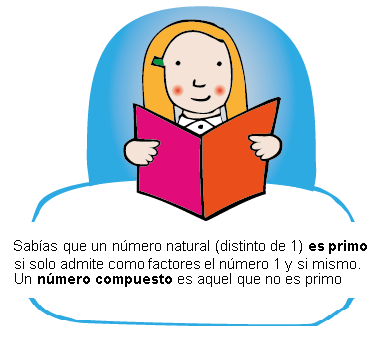 Sabías que un número natural (distinto de 1) es primo
si solo admite como factores el número 1 y si mismo.
Un número compuesto es aquel que no es primo